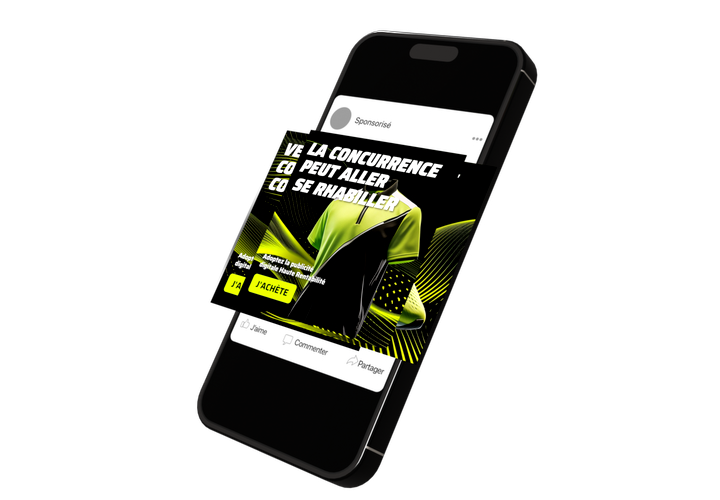 Sponsorisé
VE
CO
CO
LA CONCURRENCE
PEUT ALLER
SE RHABILLER
Adopt
digital
Adoptez la publicité
digitale Haute Rentabilité
J'A
J'ACHÈTE
J'aime
Commenter
Partager